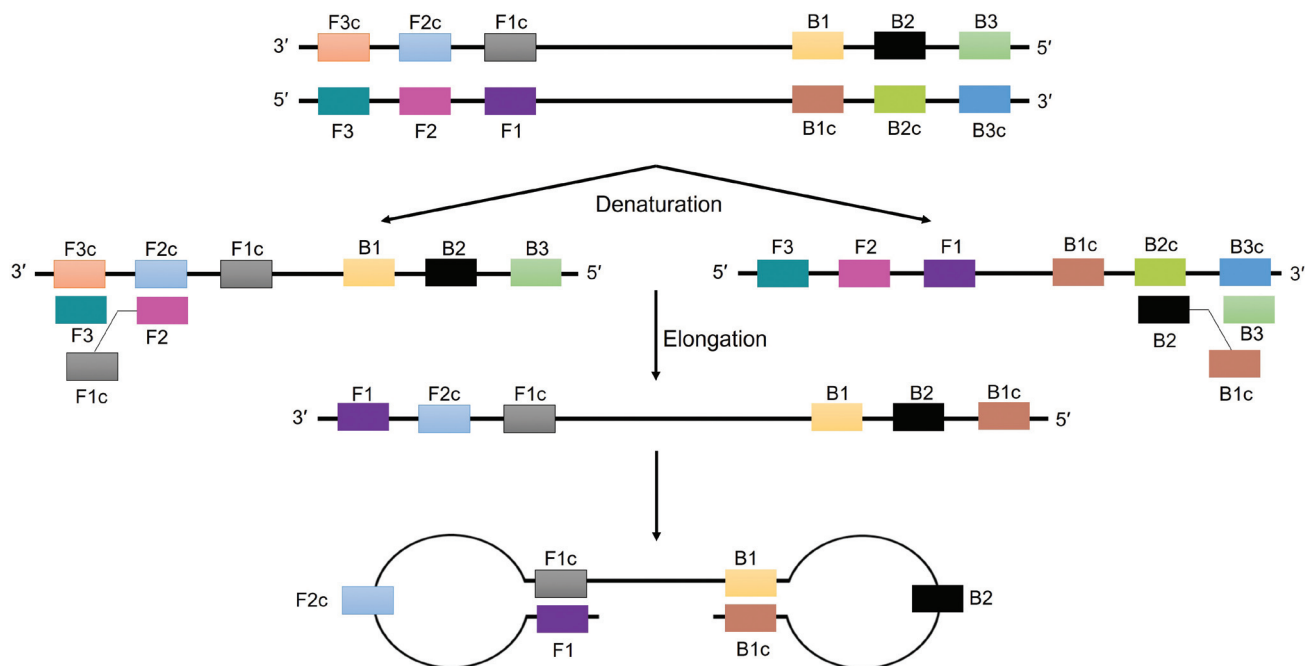 F3c F2c F1c B1 B2 B3
3′ 5′
5′ 3′
F3 F2 F1 B1c B2c B3c
Denaturation
F3c F2c F1c B1 B2 B3
3′ 5′
F3 F2
F1c
F3 F2 F1 B1c B2c B3c
5′ 3′
B2 B3
B1c
Elongation
F1 F2c F1c B1 B2 B1c
3′ 5′
F1c B1
F2c B2
F1 B1c